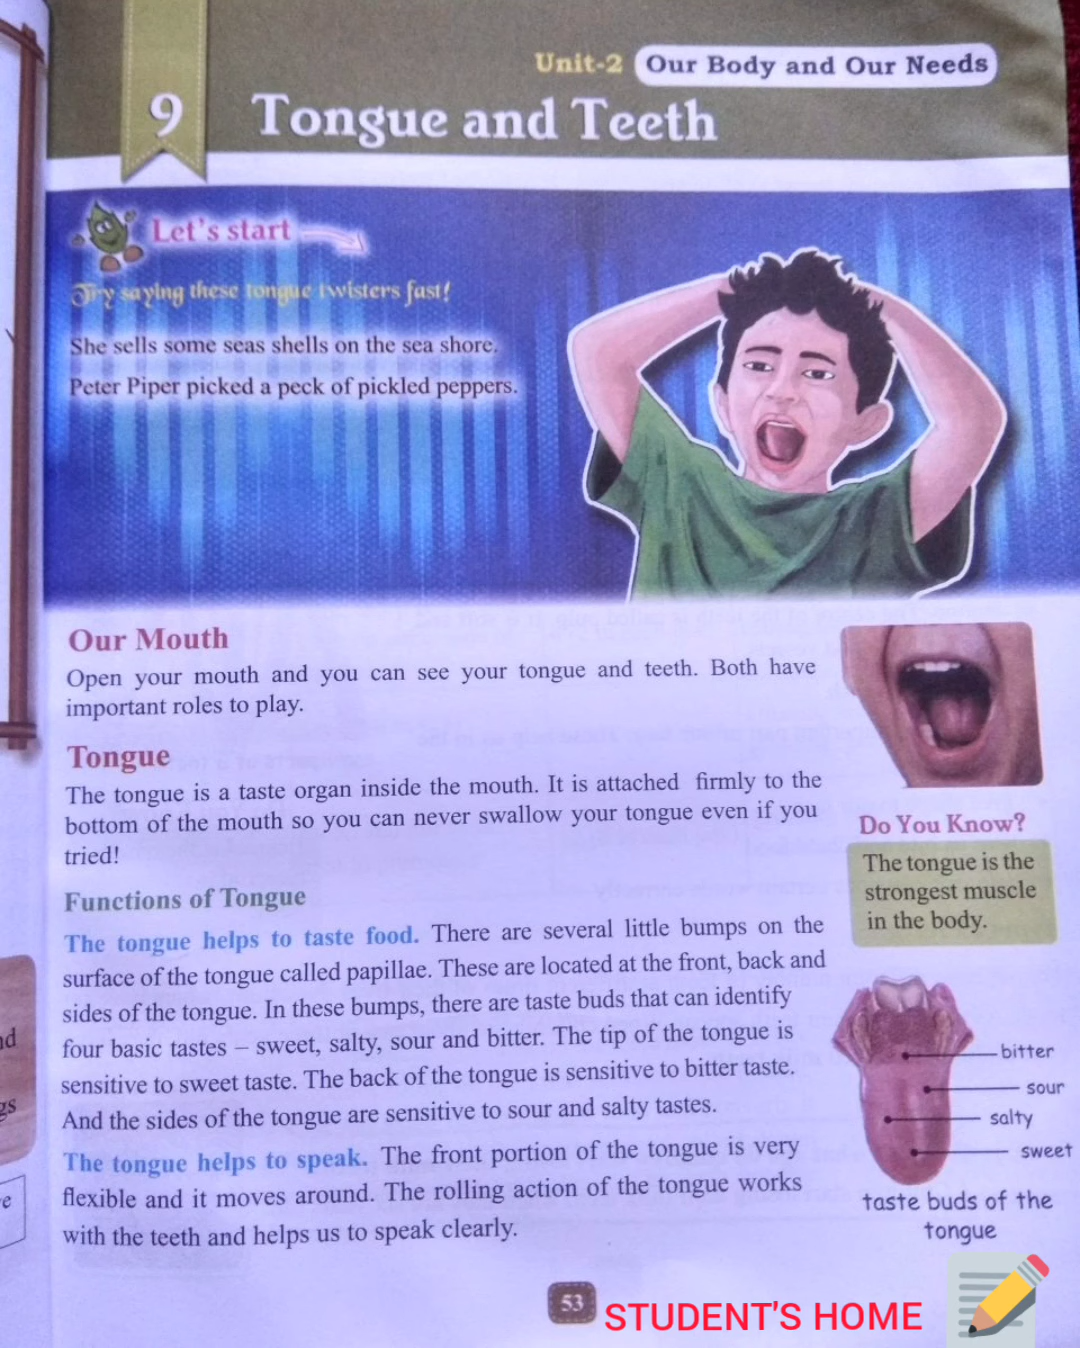 Unit-2 Our Body and Our Needs
9 Tongue and Teeth
Let's start
Try saying these tongue twisters fast!
She sells some seas shells on the sea shore.
Peter Piper picked a peck of pickled peppers.
Our Mouth
Open your mouth and you can see your tongue and teeth. Both have
important roles to play.
Tongue
The tongue is a taste organ inside the mouth. It is attached firmly to the
bottom of the mouth so you can never swallow your tongue even if you
tried!
Do You Know?
The tongue is the
strongest muscle
in the body.
Functions of Tongue
The tongue helps to taste food. There are several little bumps on the
surface of the tongue called papillae. These are located at the front, back and
sides of the tongue. In these bumps, there are taste buds that can identify
four basic tastes – sweet, salty, sour and bitter. The tip of the tongue is
sensitive to sweet taste. The back of the tongue is sensitive to bitter taste.
And the sides of the tongue are sensitive to sour and salty tastes.
The tongue helps to speak. The front portion of the tongue is very
flexible and it moves around. The rolling action of the tongue works
with the teeth and helps us to speak clearly.
bitter
sour
salty
sweet
taste buds of the
tongue
53
STUDENT'S HOME